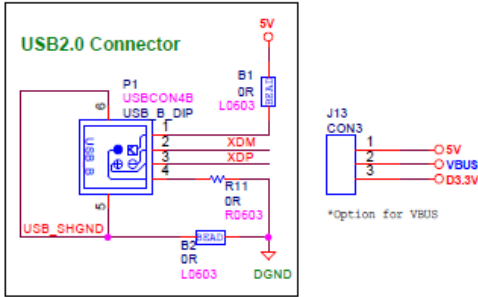 USB2.0 Connector
5V
P1
USBCON4B
USB_B_DIP
B1
0R
L0603
BEAD
6
USB_B
1
2
XDM
3
XDP
4
R11
0R
R0603
5
USB_SHGND
B2
0R
L0603
BEAD
DGND
J13
CON3
1
5V
2
VBUS
3
D3.3V
*Option for VBUS